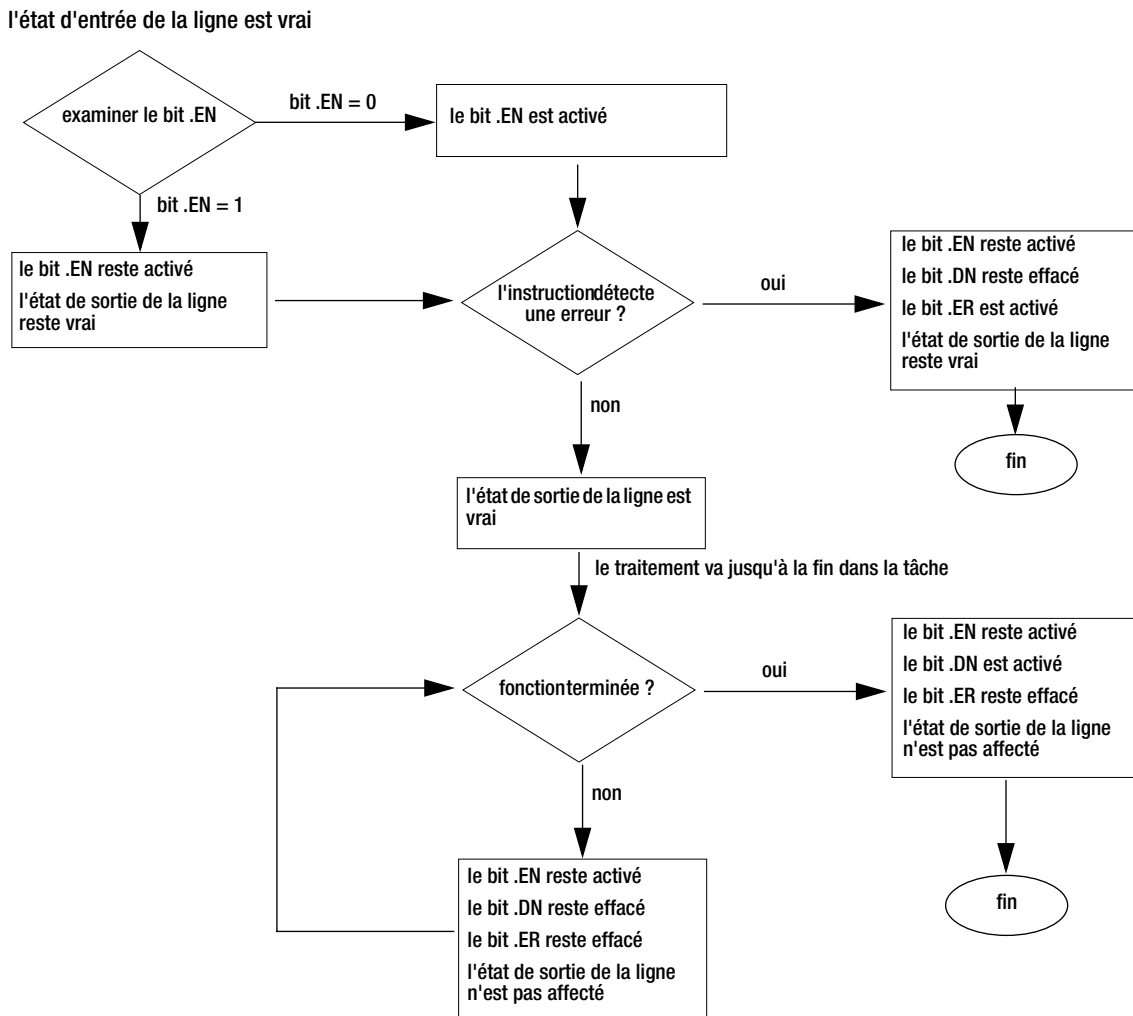 l'état d'entrée de la ligne est vrai
examiner le bit .EN
bit .EN = 0
le bit .EN est activé
bit .EN = 1
le bit .EN reste activé
l'état de sortie de la ligne
reste vrai
l'instructiondétecte
une erreur ?
oui
le bit .EN reste activé
le bit .DN reste effacé
le bit .ER est activé
l'état de sortie de la ligne
reste vrai
non
fin
l'état de sortie de la ligne est
vrai
le traitement va jusqu'à la fin dans la tâche
fonctionterminée ?
oui
le bit .EN reste activé
le bit .DN est activé
le bit .ER reste effacé
l'état de sortie de la ligne
n'est pas affecté
non
le bit .EN reste activé
le bit .DN reste effacé
le bit .ER reste effacé
l'état de sortie de la ligne
n'est pas affecté
fin